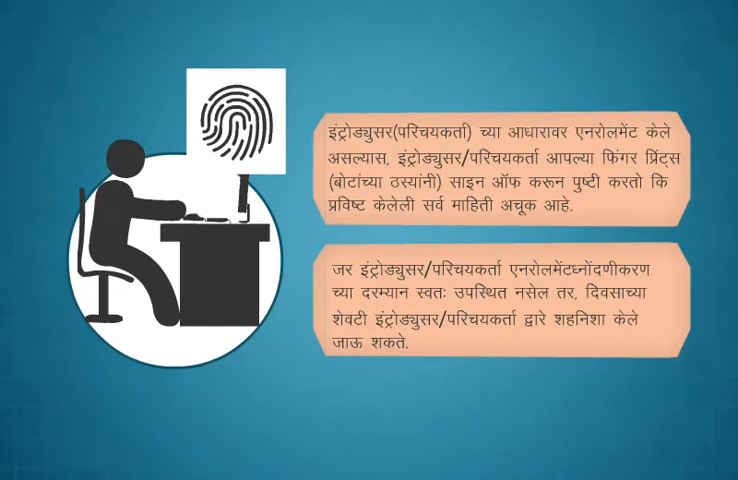 इंट्रोड्युसर(परिचयकर्ता) च्या आधारावर एनरोलमेंट केले
असल्यास, इंट्रोड्युसर/परिचयकर्ता आपल्या फिंगर प्रिंट्स
(बोटांच्या ठस्यांनी) साइन ऑफ करून पुष्टी करतो कि
प्रविष्ट केलेली सर्व माहिती अचूक आहे.
जर इंट्रोड्युसर/परिचयकर्ता एनरोलमेंटध्नोंदणीकरण
च्या दरम्यान स्वतः उपस्थित नसेल तर, दिवसाच्या
शेवटी इंट्रोड्युसर/परिचयकर्ता द्वारे शहनिशा केले
जाऊ शकते.